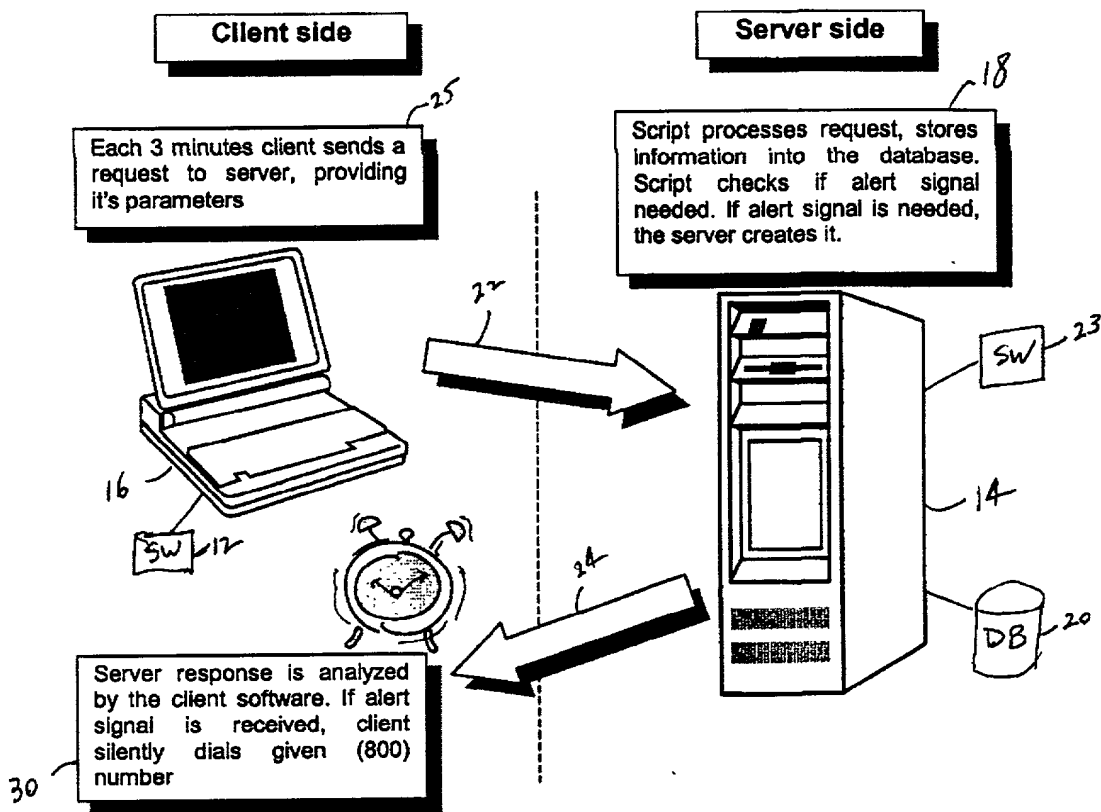 Client side
Server side
25
18
Each 3 minutes client sends a
request to server, providing
it's parameters
Script processes request, stores
information into the database.
Script checks if alert signal
needed. If alert signal is needed,
the server creates it.
22
SW
23
16
SW
12
14
24
DB
20
Server response is analyzed
by the client software. If alert
signal is received, client
silently dials given (800)
number
30